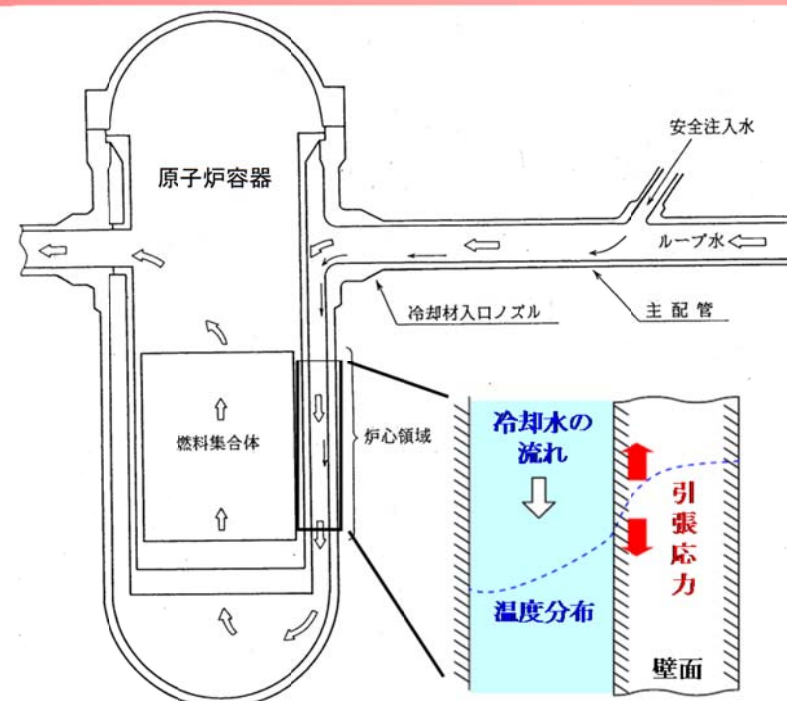 安全注入水
原子炉容器
ループ水
冷却材入口ノズル
主配管
燃料集合体
炉心領域
冷却水の
流れ
引張応力
温度分布
壁面